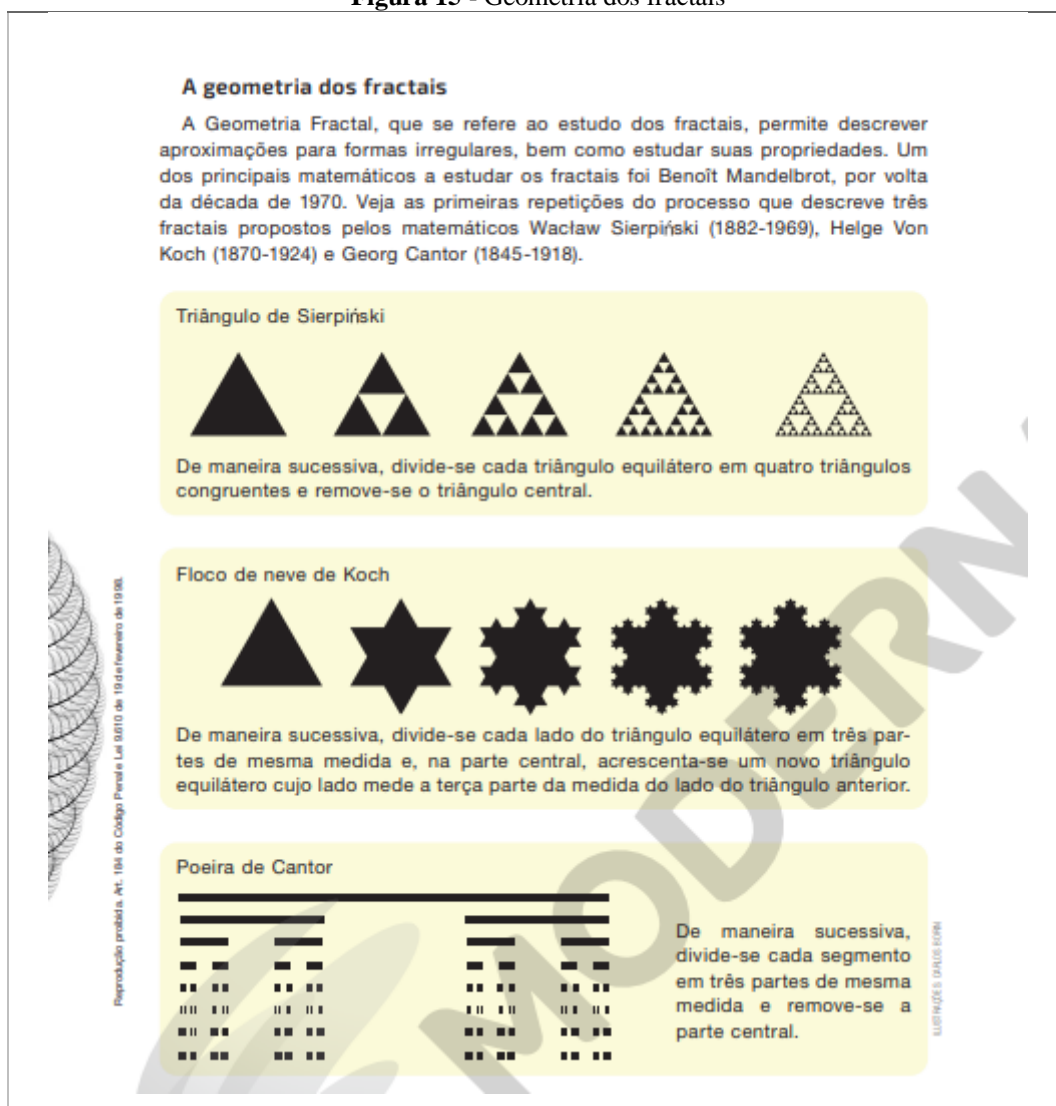 Figura 15 - Geometria dos fractais
A geometria dos fractais
A Geometria Fractal, que se refere ao estudo dos fractais, permite descrever
aproximações para formas irregulares, bem como estudar suas propriedades. Um
dos principais matemáticos a estudar os fractais foi Benoît Mandelbrot, por volta
da década de 1970. Veja as primeiras repetições do processo que descreve três
fractais propostos pelos matemáticos Wacław Sierpiński (1882-1969), Helge Von
Koch (1870-1924) e Georg Cantor (1845-1918).
Triângulo de Sierpiński
De maneira sucessiva, divide-se cada triângulo equilátero em quatro triângulos
congruentes e remove-se o triângulo central.
Floco de neve de Koch
De maneira sucessiva, divide-se cada lado do triângulo equilátero em três par-
tes de mesma medida e, na parte central, acrescenta-se um novo triângulo
equilátero cujo lado mede a terça parte da medida do lado do triângulo anterior.
Poeira de Cantor
De maneira sucessiva,
divide-se cada segmento
em três partes de mesma
medida e remove-se a
parte central.
Reprodução proibida. Art. 184 do Código Penal e Lei 9.610 de 19 de fevereiro de 1998.
ILUSTRAÇÕES: CARLOS BORIN
MODERN